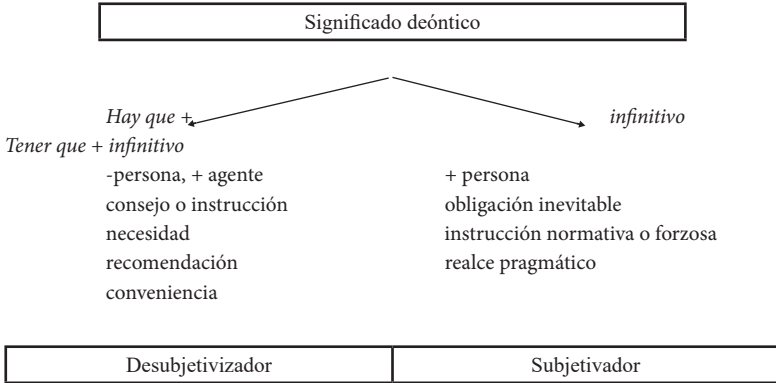 Significado deóntico
Hay que + infinitivo
Tener que + infinitivo
-persona, + agente + persona
consejo o instrucción obligación inevitable
necesidad instrucción normativa o forzosa
recomendación realce pragmático
conveniencia
Desubjetivizador Subjetivador